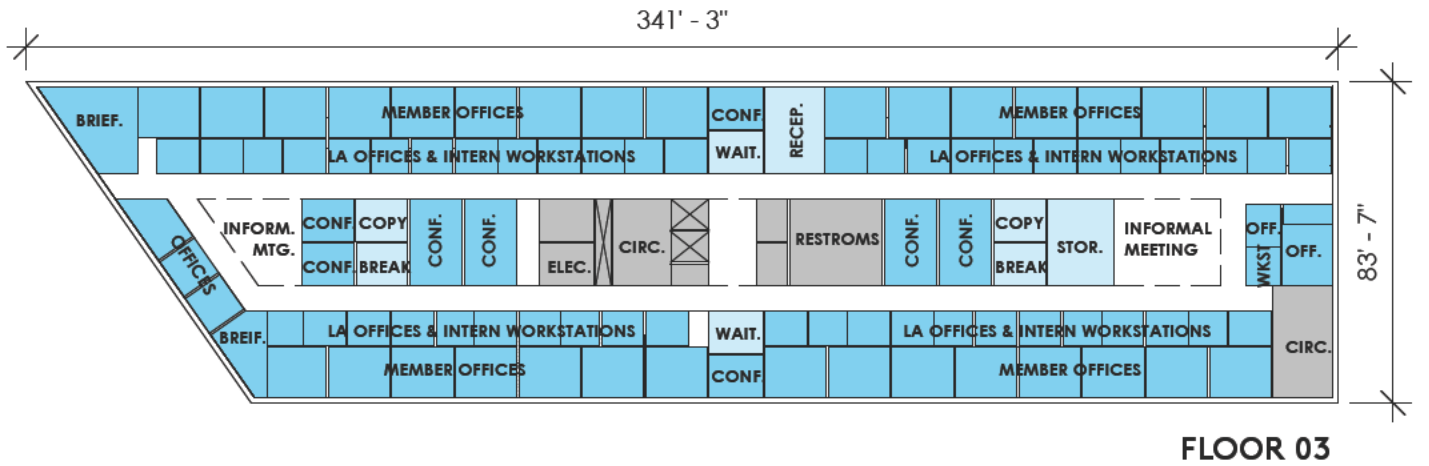 341' - 3"
BRIEF.
MEMBER OFFICES
CONF.
RECEP.
MEMBER OFFICES
LA OFFICES & INTERN WORKSTATIONS
WAIT.
LA OFFICES & INTERN WORKSTATIONS
OFFICES
INFORM.
MTG.
CONF.
COPY
CONF.
CONF.
CONF.
BREAK
ELEC.
CIRC.
RESTROMS
CONF.
CONF.
COPY
BREAK
STOR.
INFORMAL
MEETING
OFF.
WKST
OFF.
83' - 7"
BREIF.
LA OFFICES & INTERN WORKSTATIONS
WAIT.
LA OFFICES & INTERN WORKSTATIONS
CIRC.
MEMBER OFFICES
CONF.
MEMBER OFFICES
FLOOR 03